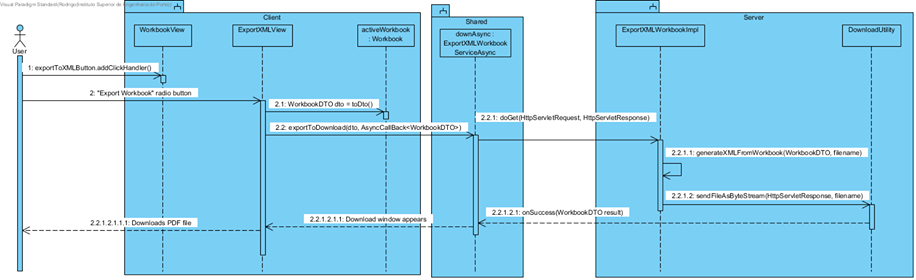 Visual Paradigm Standard(Rodrigo(Instituto Superior de Engenharia do Porto))
Client
Shared
Server
User
WorkbookView
ExportXMLView
activeWorkbook
: Workbook
downAsync :
ExportXMLWorkbook
ServiceAsync
ExportXMLWorkbookImpl
DownloadUtility
1: exportToXMLButton.addClickHandler()
2: "Export Workbook" radio button
2.1: WorkbookDTO dto = toDto()
2.2: exportToDownload(dto, AsyncCallBack<WorkbookDTO>)
2.2.1: doGet(HttpServletRequest, HttpServletResponse)
2.2.1.1: generateXMLFromWorkbook(WorkbookDTO, filename)
2.2.1.2: sendFileAsByteStream(HttpServletResponse, filename)
2.2.1.2.1: onSuccess(WorkbookDTO result)
2.2.1.2.1.1: Download window appears
2.2.1.2.1.1.1: Downloads PDF file